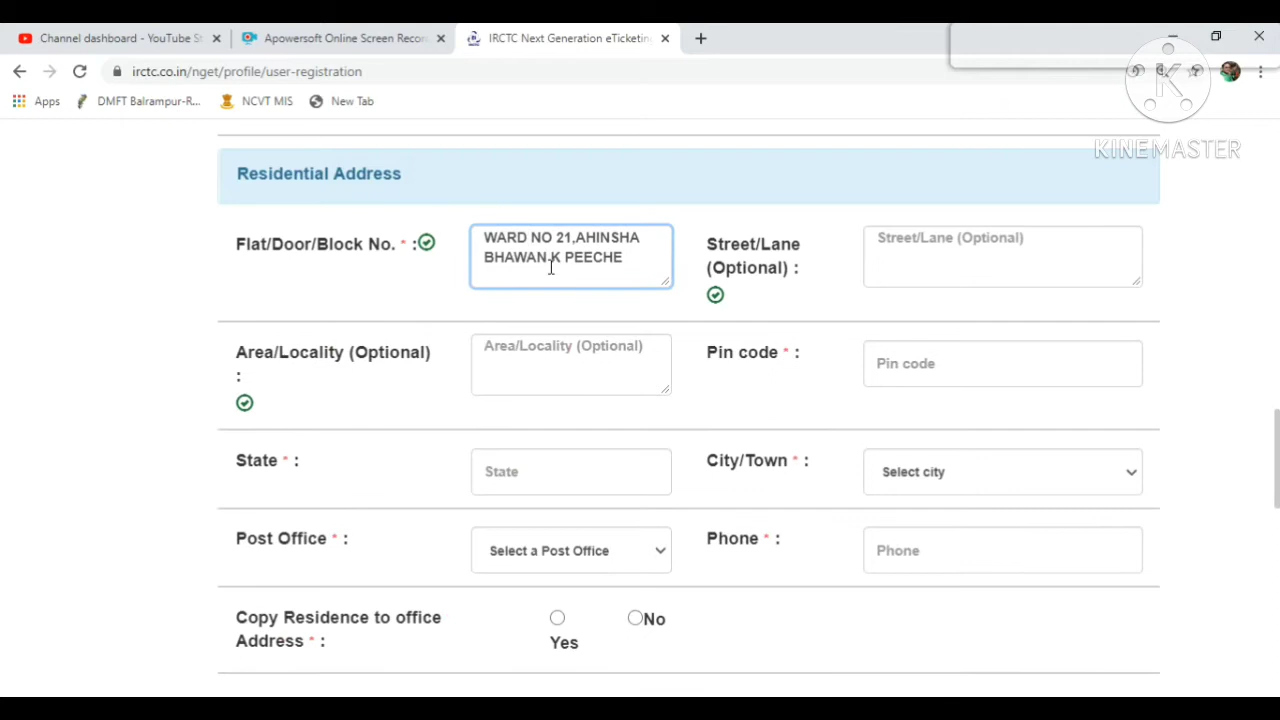 Channel dashboard - YouTube St
Apowersoft Online Screen Recor
IRCTC Next Generation eTicketing
irctc.co.in/nget/profile/user-registration
Apps
DMFT Balrampur-R...
NCVT MIS
New Tab
K
KINEMASTER
Residential Address
Flat/Door/Block No. * :
WARD NO 21,AHINSHA
BHAWAN,K PEECHE
Street/Lane
(Optional) :
Street/Lane (Optional)
Area/Locality (Optional)
:
Area/Locality (Optional)
Pin code * :
Pin code
State * :
State
City/Town * :
Select city
Post Office * :
Select a Post Office
Phone * :
Phone
Copy Residence to office
Address * :
Yes
No